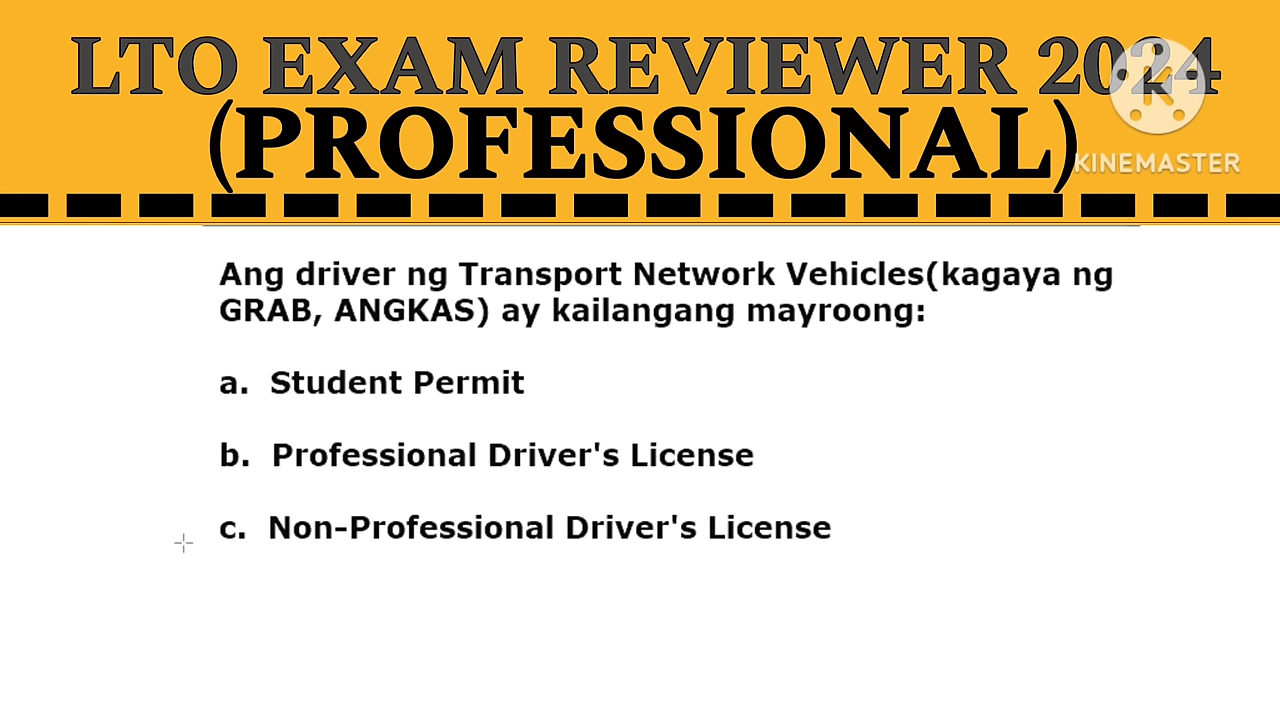 LTO EXAM REVIEWER 2024
(PROFESSIONAL)
KINEMASTER
Ang driver ng Transport Network Vehicles(kagaya ng
GRAB, ANGKAS) ay kailangang mayroong:
a. Student Permit
b. Professional Driver's License
c. Non-Professional Driver's License